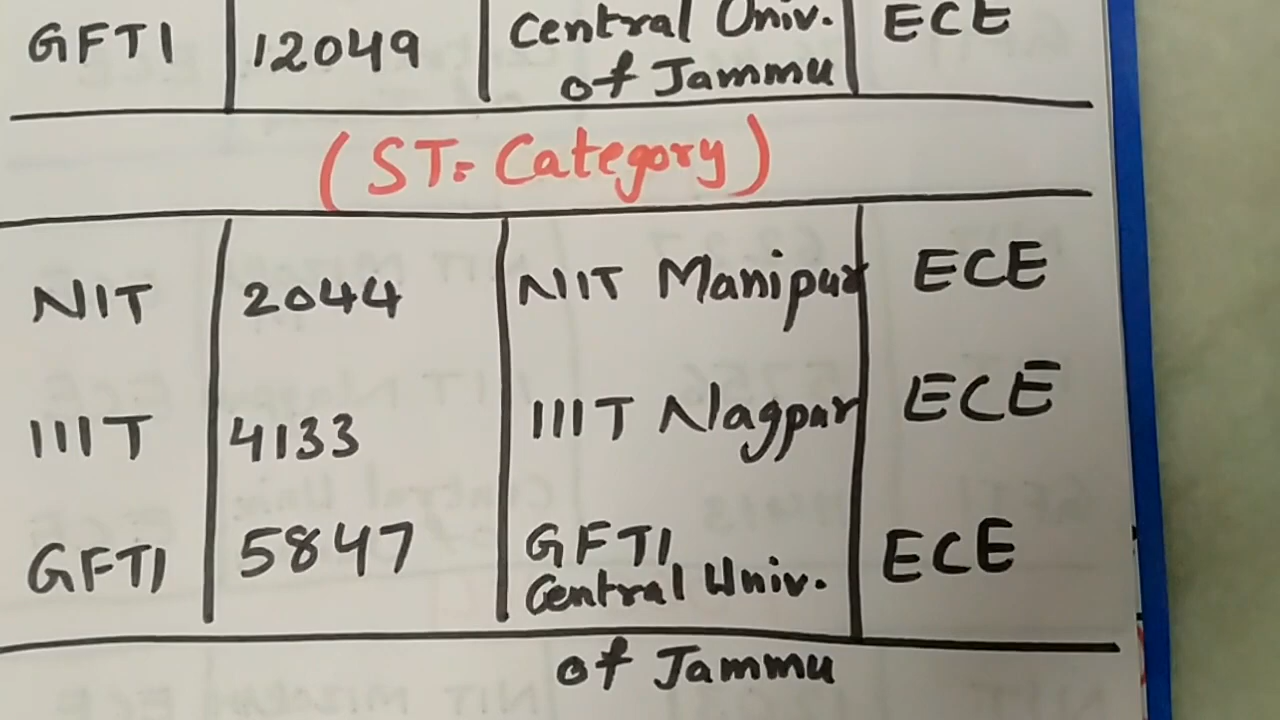 GFTI 12049 Central Univ. of Jammu ECE
(ST. Category)
NIT 2044 NIT Manipur ECE
IIIT 4133 IIIT Nagpur ECE
GFTI 5847 GFTI Central Univ. of Jammu ECE